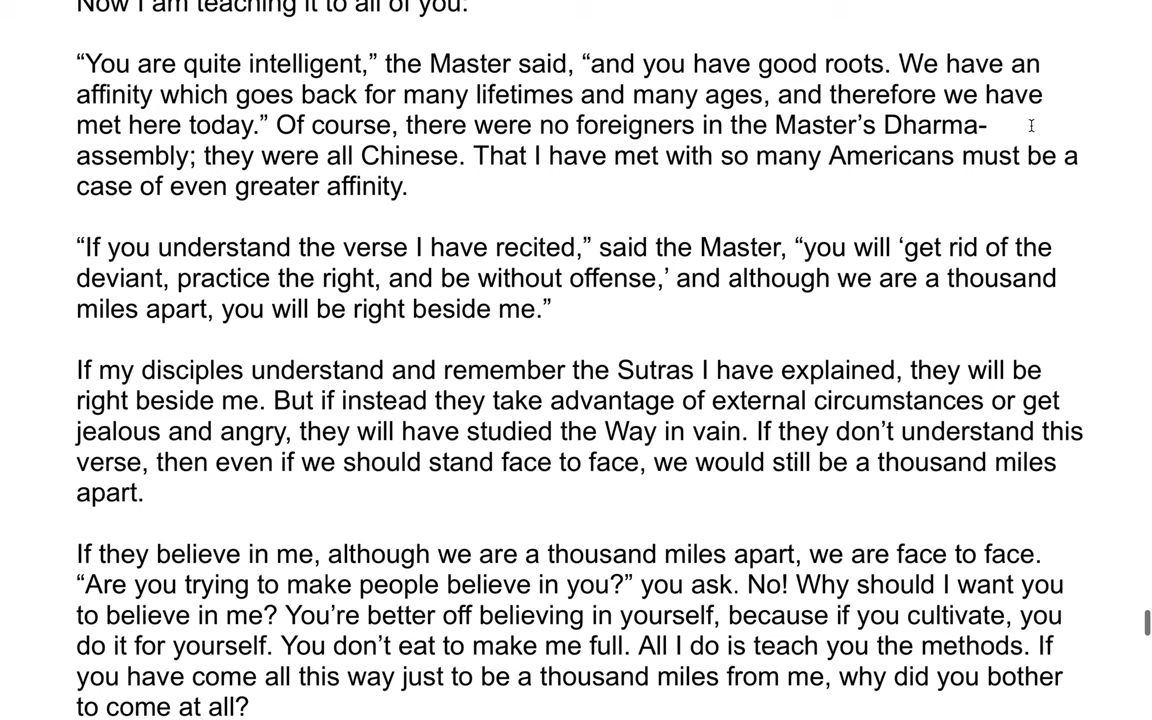 Now I am teaching it to all of you:
“You are quite intelligent,” the Master said, “and you have good roots. We have an
affinity which goes back for many lifetimes and many ages, and therefore we have
met here today.” Of course, there were no foreigners in the Master’s Dharma-
assembly; they were all Chinese. That I have met with so many Americans must be a
case of even greater affinity.
“If you understand the verse I have recited,” said the Master, “you will ‘get rid of the
deviant, practice the right, and be without offense,’ and although we are a thousand
miles apart, you will be right beside me.”
If my disciples understand and remember the Sutras I have explained, they will be
right beside me. But if instead they take advantage of external circumstances or get
jealous and angry, they will have studied the Way in vain. If they don’t understand this
verse, then even if we should stand face to face, we would still be a thousand miles
apart.
If they believe in me, although we are a thousand miles apart, we are face to face.
“Are you trying to make people believe in you?” you ask. No! Why should I want you
to believe in me? You’re better off believing in yourself, because if you cultivate, you
do it for yourself. You don’t eat to make me full. All I do is teach you the methods. If
you have come all this way just to be a thousand miles from me, why did you bother
to come at all?